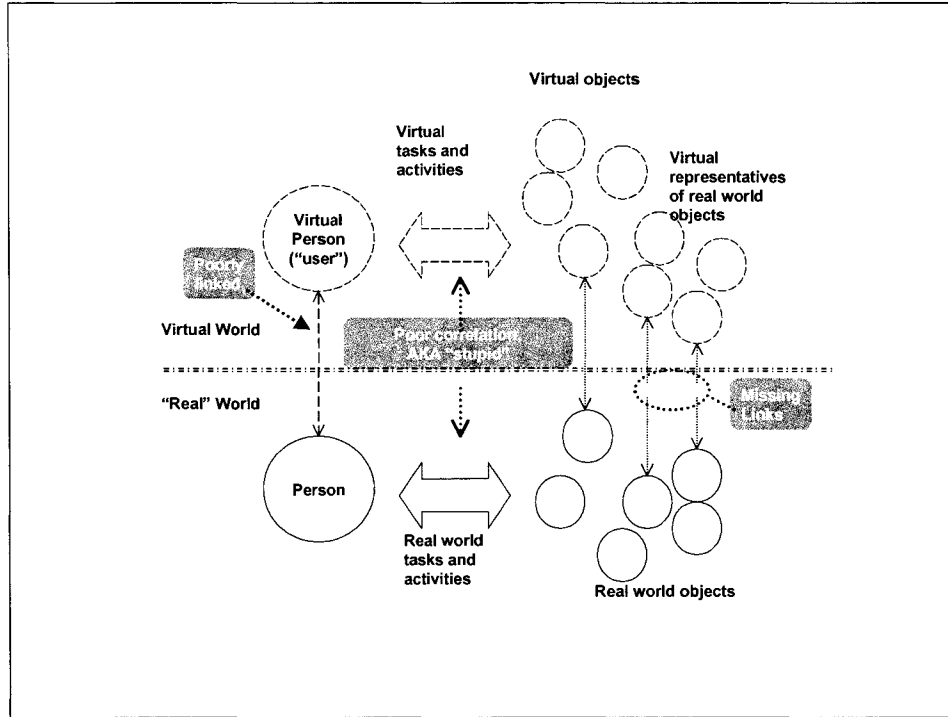 Virtual objects
Virtual
tasks and
activities
Virtual
representatives
of real world
objects
Virtual
Person
("user")
Poorly
linked
Virtual World
Poor correlation
AKA "stupid"
"Real" World
Missing
Links
Person
Real world
tasks and
activities
Real world objects